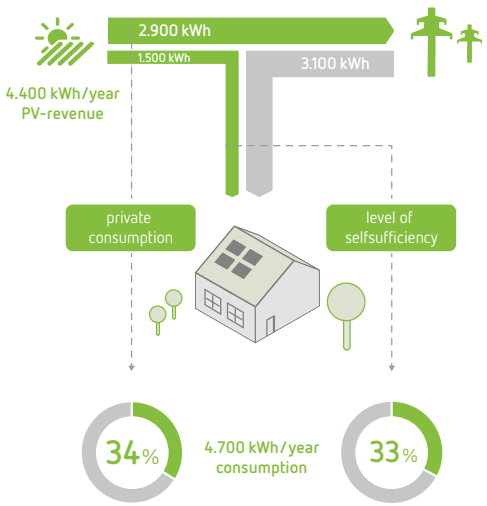 2.900 kWh
1.500 kWh
3.100 kWh
4.400 kWh/year
PV-revenue
private
consumption
level of
selfsufficiency
34%
4.700 kWh/year
consumption
33%